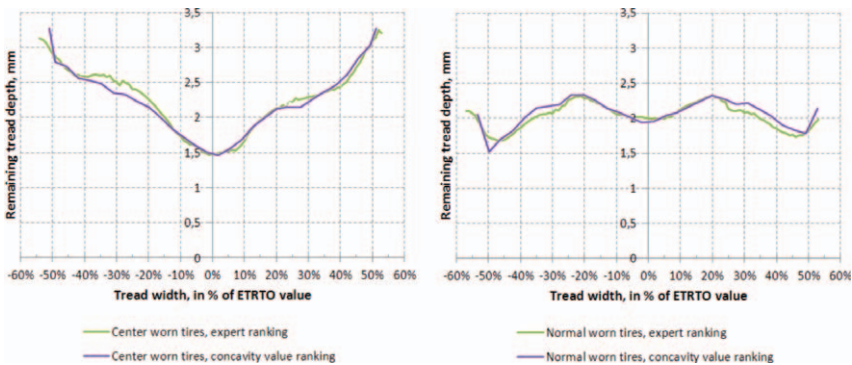 3,5
3
2,5
2
1,5
1
0,5
0
Remaining tread depth, mm
-60% -50% -40% -30% -20% -10% 0% 10% 20% 30% 40% 50% 60%
Tread width, in % of ETRTO value
Center worn tires, expert ranking
Center worn tires, concavity value ranking
3,5
3
2,5
2
1,5
1
0,5
0
Remaining tread depth, mm
-60% -50% -40% -30% -20% -10% 0% 10% 20% 30% 40% 50% 60%
Tread width, in % of ETRTO value
Normal worn tires, expert ranking
Normal worn tires, concavity value ranking